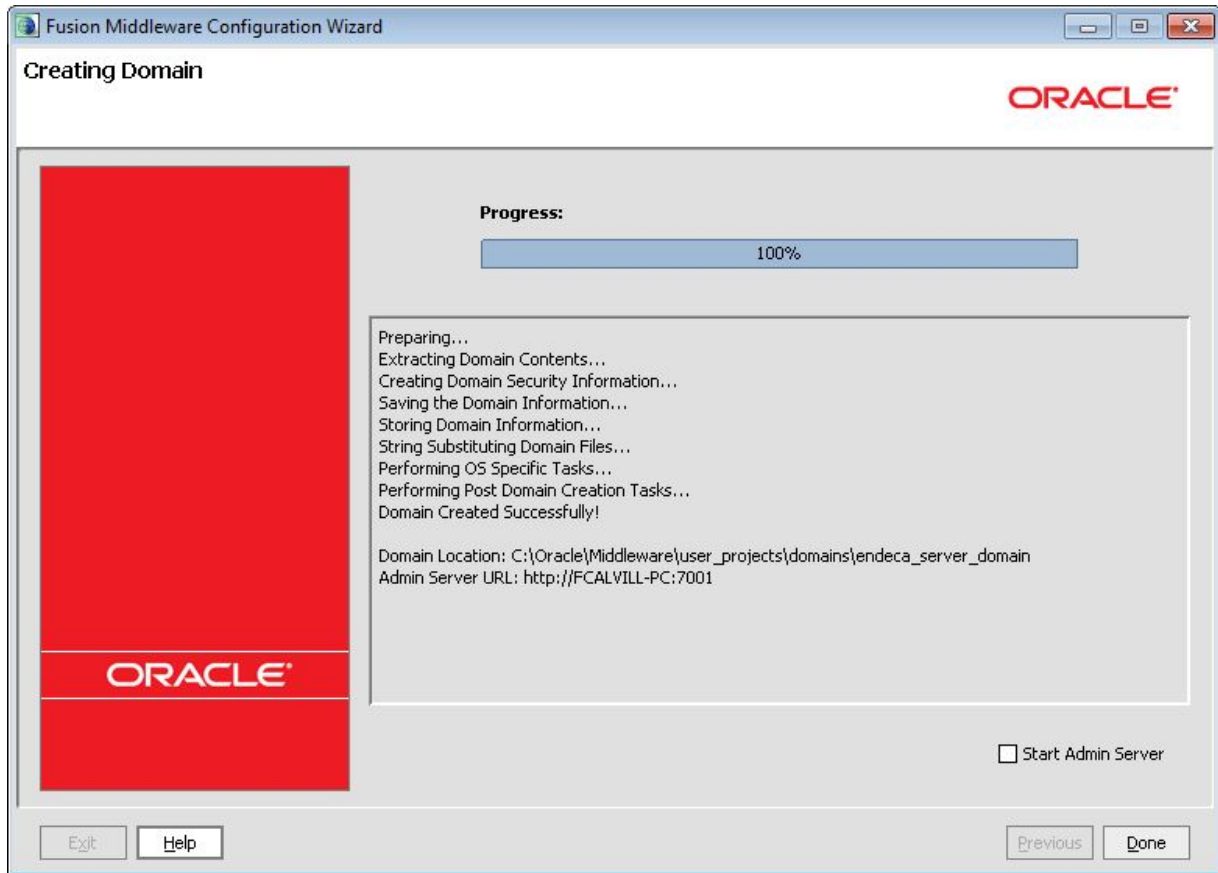 Fusion Middleware Configuration Wizard
Creating Domain
ORACLE
Progress:
100%
Preparing...
Extracting Domain Contents...
Creating Domain Security Information...
Saving the Domain Information...
Storing Domain Information...
String Substituting Domain Files...
Performing OS Specific Tasks...
Performing Post Domain Creation Tasks...
Domain Created Successfully!
Domain Location: C:\Oracle\Middleware\user_projects\domains\endeca_server_domain
Admin Server URL: http://FCALVILL-PC:7001
ORACLE
Start Admin Server
Exit Help Previous Done